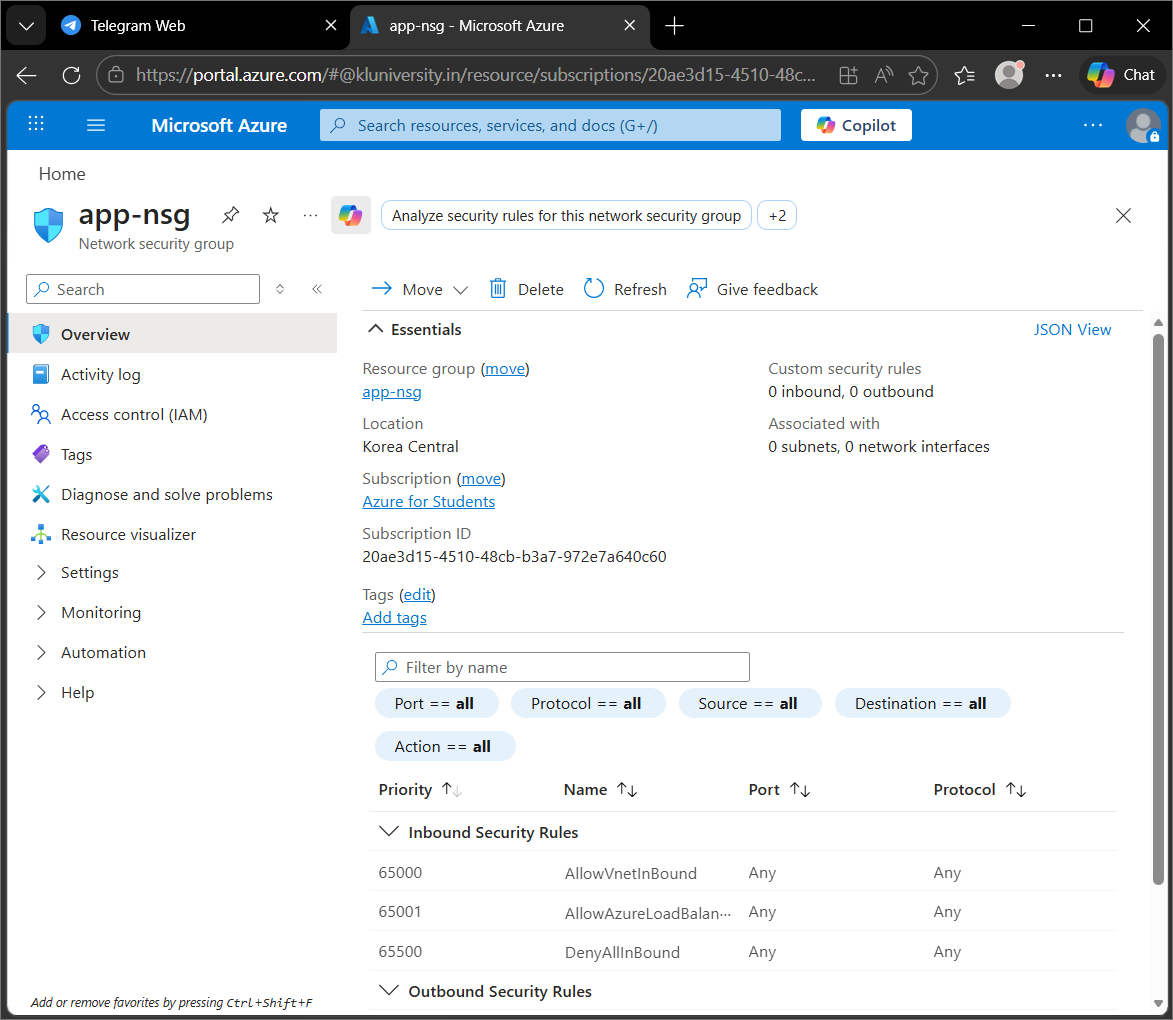 Telegram Web
app-nsg - Microsoft Azure
https://portal.azure.com/#@kluniversity.in/resource/subscriptions/20ae3d15-4510-48c...
Chat
Microsoft Azure
Search resources, services, and docs (G+/)
Copilot
Home
app-nsg
Network security group
Analyze security rules for this network security group
+2
Search
Move
Delete
Refresh
Give feedback
Overview
Activity log
Access control (IAM)
Tags
Diagnose and solve problems
Resource visualizer
Settings
Monitoring
Automation
Help
Add or remove favorites by pressing Ctrl+Shift+F
Essentials
JSON View
Resource group (move)
app-nsg
Location
Korea Central
Subscription (move)
Azure for Students
Subscription ID
20ae3d15-4510-48cb-b3a7-972e7a640c60
Custom security rules
0 inbound, 0 outbound
Associated with
0 subnets, 0 network interfaces
Tags (edit)
Add tags
Filter by name
Port == all
Protocol == all
Source == all
Destination == all
Action == all
Priority Name Port Protocol
Inbound Security Rules
65000 AllowVnetInBound Any Any
65001 AllowAzureLoadBalan... Any Any
65500 DenyAllInBound Any Any
Outbound Security Rules